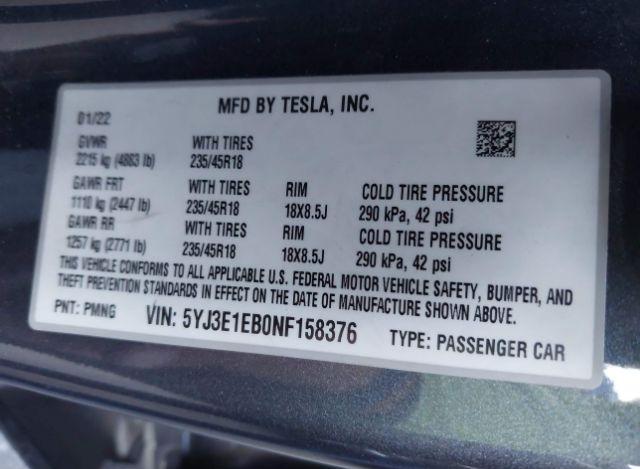 MFD BY TESLA, INC.
01/22
GVWR WITH TIRES
2215 kg (4883 lb) 235/45R18
GAWR FRT WITH TIRES RIM COLD TIRE PRESSURE
1110 kg (2447 lb) 235/45R18 18X8.5J 290 kPa, 42 psi
GAWR RR WITH TIRES RIM COLD TIRE PRESSURE
1257 kg (2771 lb) 235/45R18 18X8.5J 290 kPa, 42 psi
THIS VEHICLE CONFORMS TO ALL APPLICABLE U.S. FEDERAL MOTOR VEHICLE SAFETY, BUMPER, AND
THEFT PREVENTION STANDARDS IN EFFECT ON THE DATE OF MANUFACTURE SHOWN ABOVE.
PNT: PMNG VIN: 5YJ3E1EB0NF158376 TYPE: PASSENGER CAR